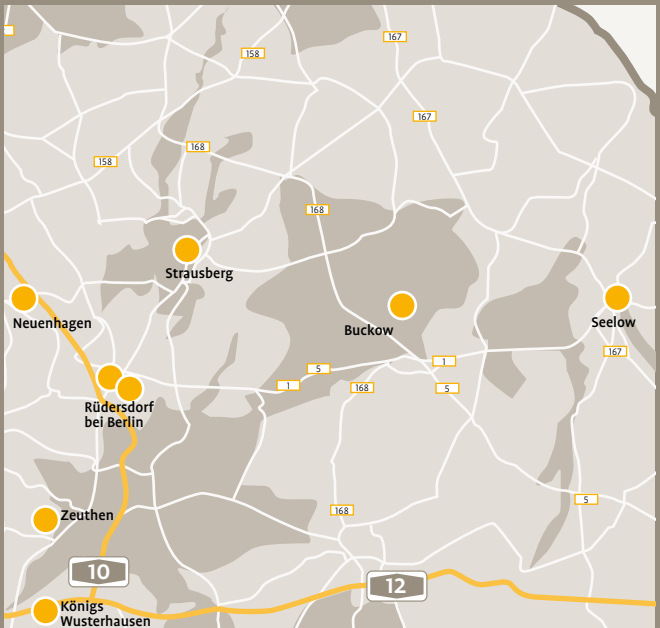 167
158
167
168
158
168
Strasberg
Neuenhagen
Buckow
Seelow
167
1
5
1
168
5
Rüdersdorf
bei Berlin
5
168
Zeuthen
10
12
Königs
Wusterhausen